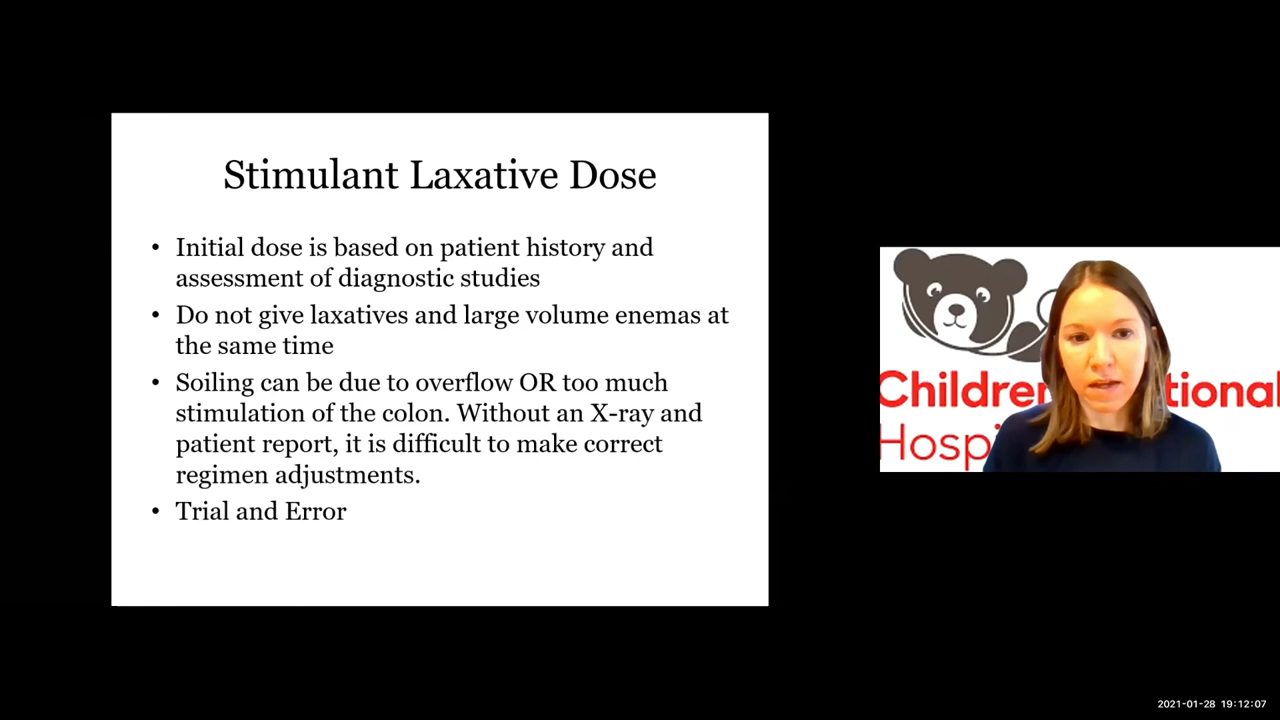 Stimulant Laxative Dose
• Initial dose is based on patient history and
assessment of diagnostic studies
• Do not give laxatives and large volume enemas at
the same time
• Soiling can be due to overflow OR too much
stimulation of the colon. Without an X-ray and
patient report, it is difficult to make correct
regimen adjustments.
• Trial and Error
Children tional
Hosp
2021-01-28 19:12:07